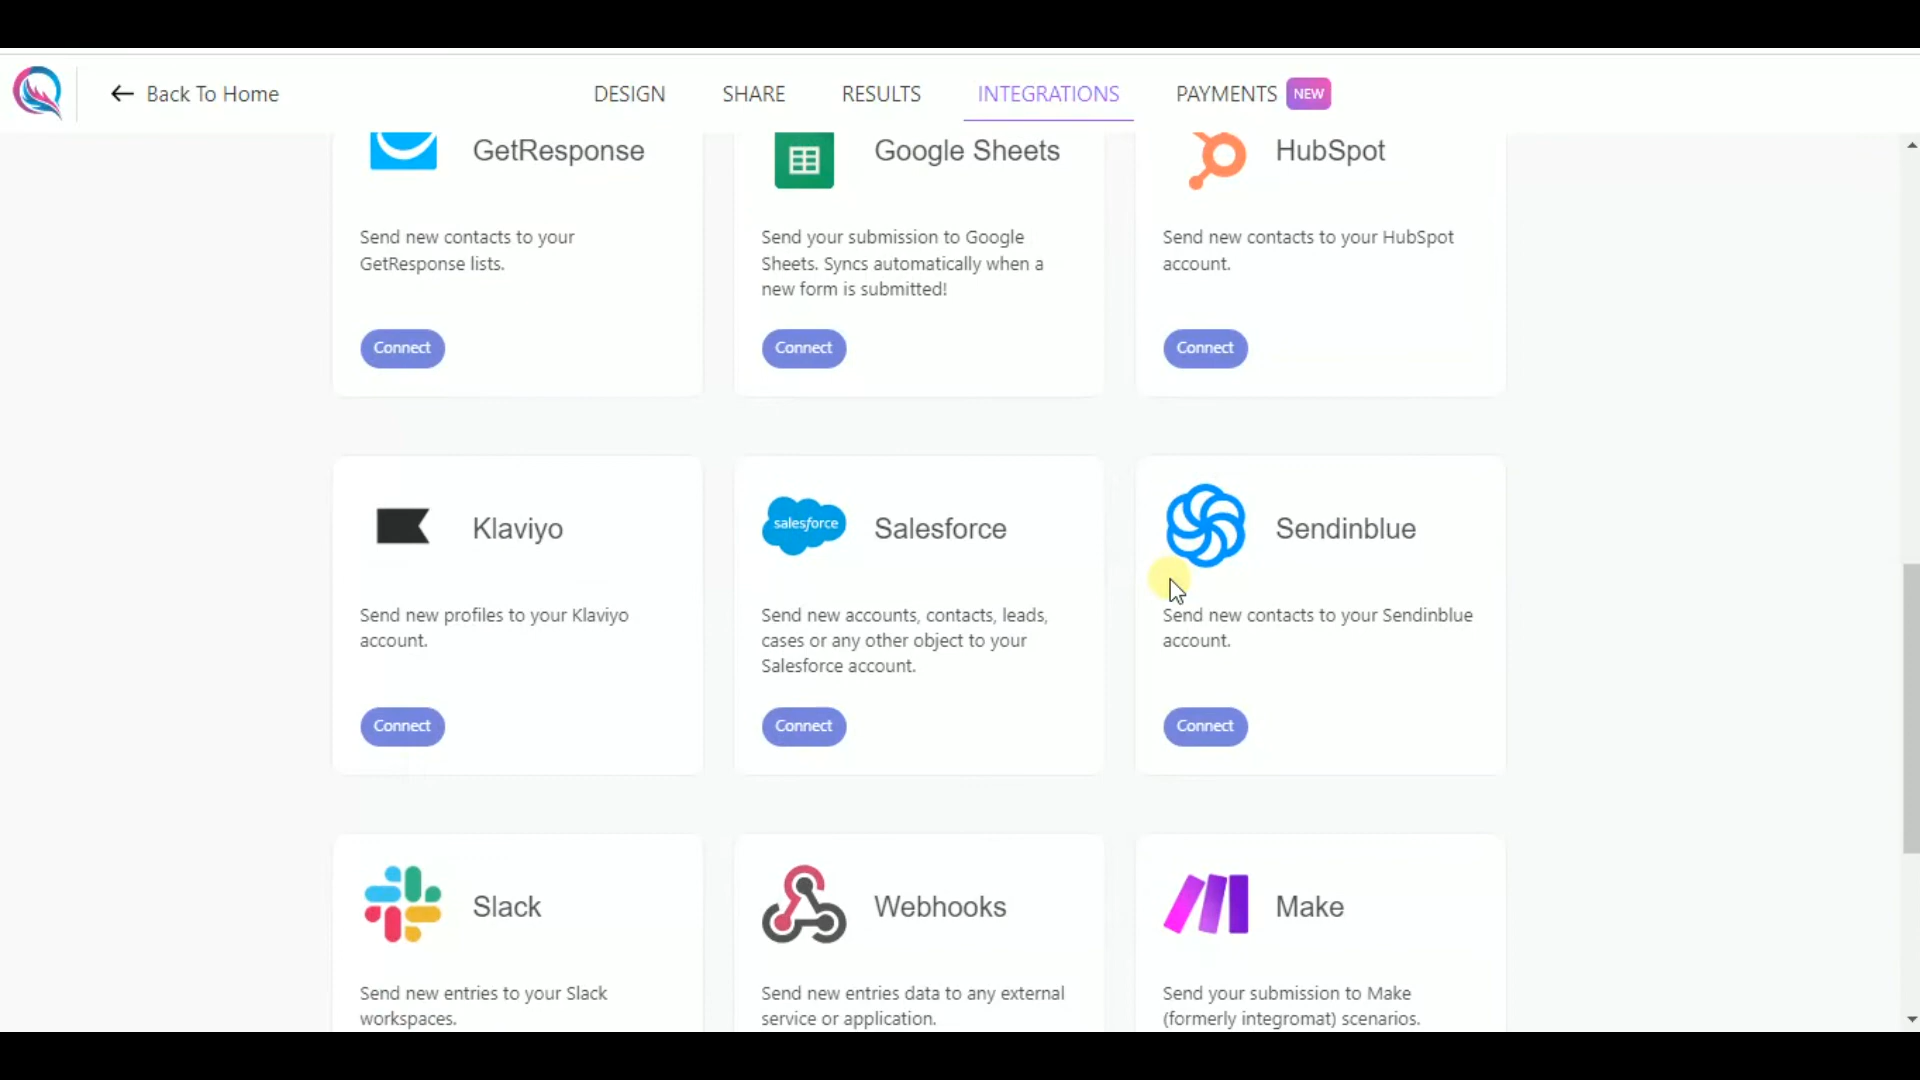 Back To Home
DESIGN
SHARE
RESULTS
INTEGRATIONS
PAYMENTS
NEW
GetResponse
Send new contacts to your
GetResponse lists.
Connect
Google Sheets
Send your submission to Google
Sheets. Syncs automatically when a
new form is submitted!
Connect
HubSpot
Send new contacts to your HubSpot
account.
Connect
Klaviyo
Send new profiles to your Klaviyo
account.
Connect
salesforce
Salesforce
Send new accounts, contacts, leads,
cases or any other object to your
Salesforce account.
Connect
Sendinblue
Send new contacts to your Sendinblue
account.
Connect
Slack
Send new entries to your Slack
workspaces.
Webhooks
Send new entries data to any external
service or application.
Make
Send your submission to Make
(formerly integromat) scenarios.